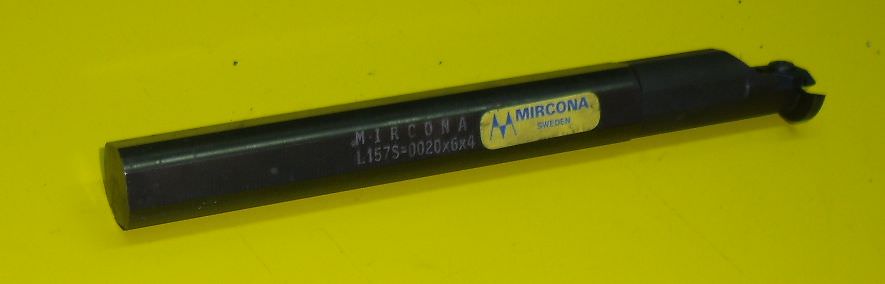 MIRCONA
L157S-0020x6x4
MIRCONA
SWEDEN